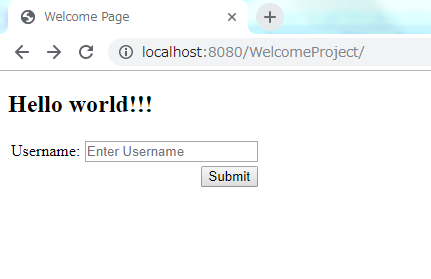 Welcome Page
localhost:8080/WelcomeProject/
Hello world!!!
Username: Enter Username
Submit